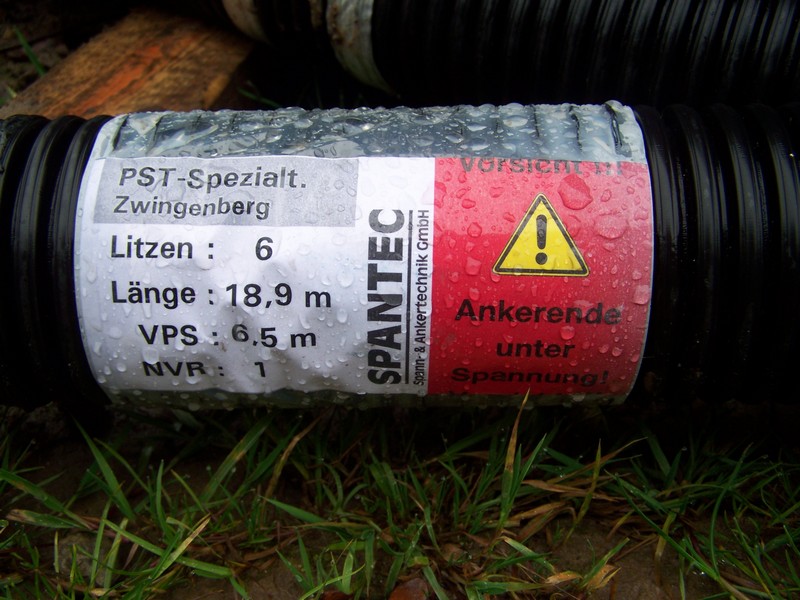 PST-Spezialt.
Zwingenberg
Litzen : 6
Länge : 18,9 m
VPS : 6,5 m
NVR : 1
SPANTEC
Spann- & Ankertechnik GmbH
Vorsicht
Ankerende
unter
Spannung!